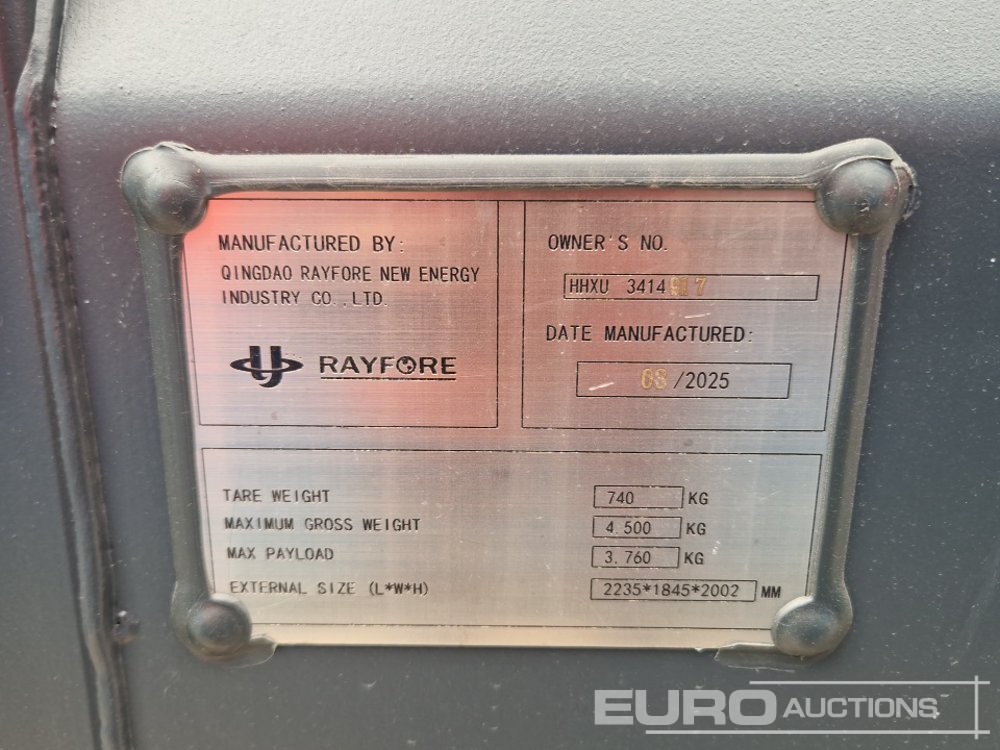 MANUFACTURED BY:
QINGDAO RAYFORE NEW ENERGY
INDUSTRY CO.,LTD.
RAYFORE
OWNER'S NO.
HHXU 3414917
DATE MANUFACTURED:
08/2025
TARE WEIGHT 740 KG
MAXIMUM GROSS WEIGHT 4.500 KG
MAX PAYLOAD 3.760 KG
EXTERNAL SIZE (L*W*H) 2235*1845*2002 MM
EURO AUCTIONS